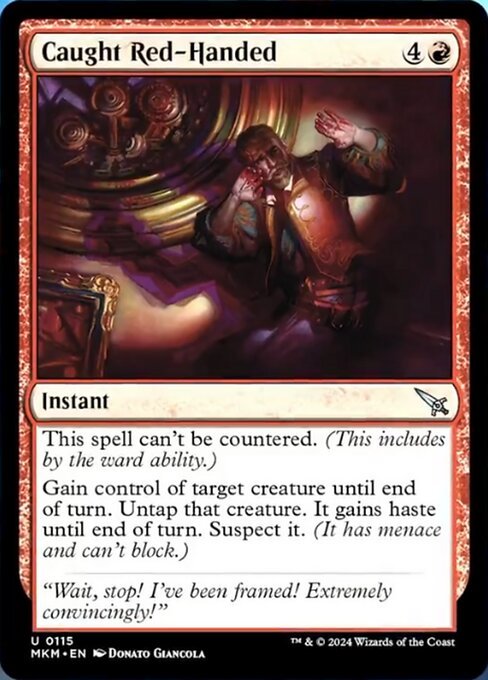 Caught Red-Handed 4
Instant
This spell can't be countered. (This includes
by the ward ability.)
Gain control of target creature until end
of turn. Untap that creature. It gains haste
until end of turn. Suspect it. (It has menace
and can't block.)
“Wait, stop! I've been framed! Extremely
convincingly!”
U 0115
MKM • EN Donato Giancola
™ & © 2024 Wizards of the Coast